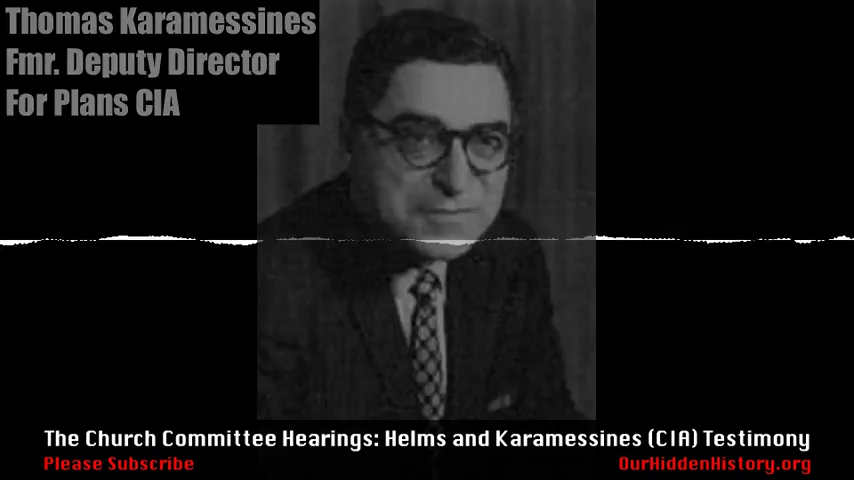 Thomas Karamessines
Fmr. Deputy Director
For Plans CIA
The Church Committee Hearings: Helms and Karamessines (CIA) Testimony
Please Subscribe
OurHiddenHistory.org